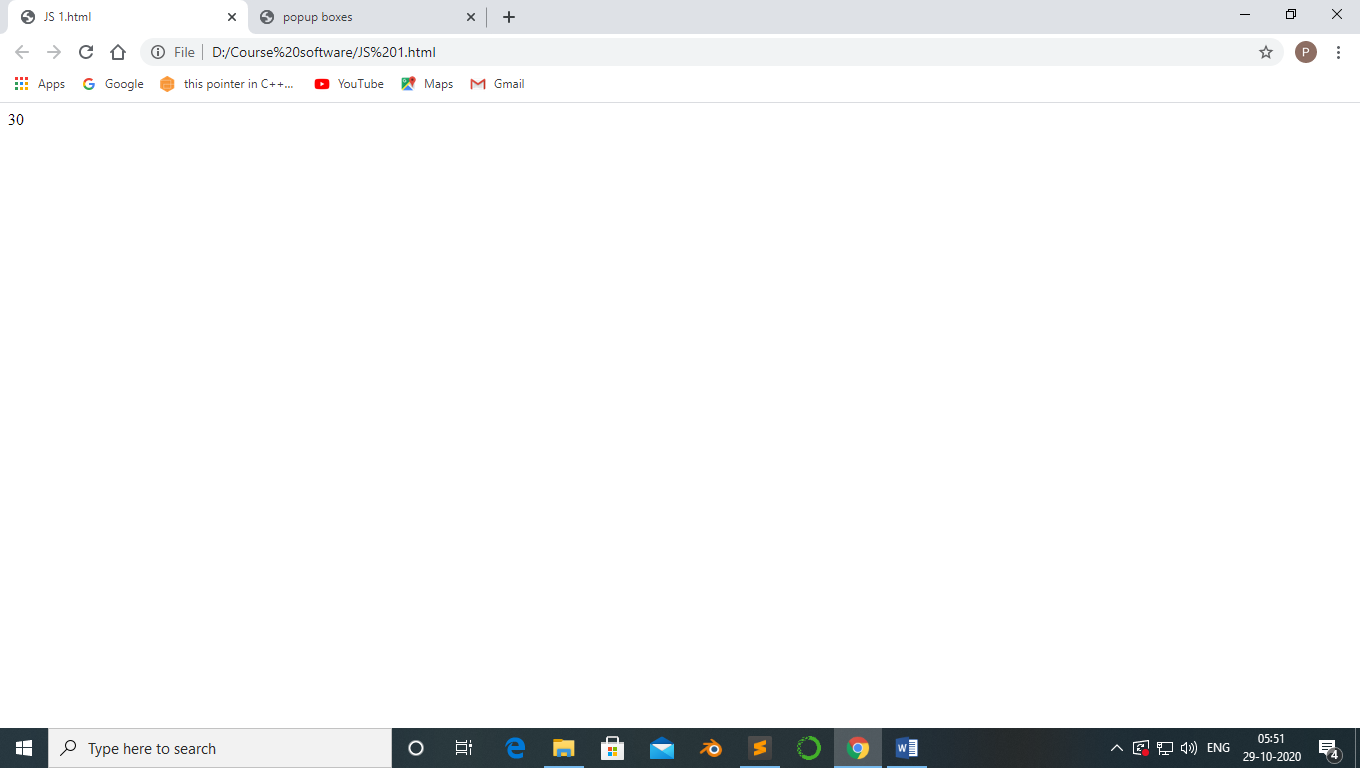 JS 1.html
popup boxes
File
D:/Course%20software/JS%201.html
P
Apps
Google
this pointer in C++...
YouTube
Maps
Gmail
30
Type here to search
ENG
05:51
29-10-2020
4